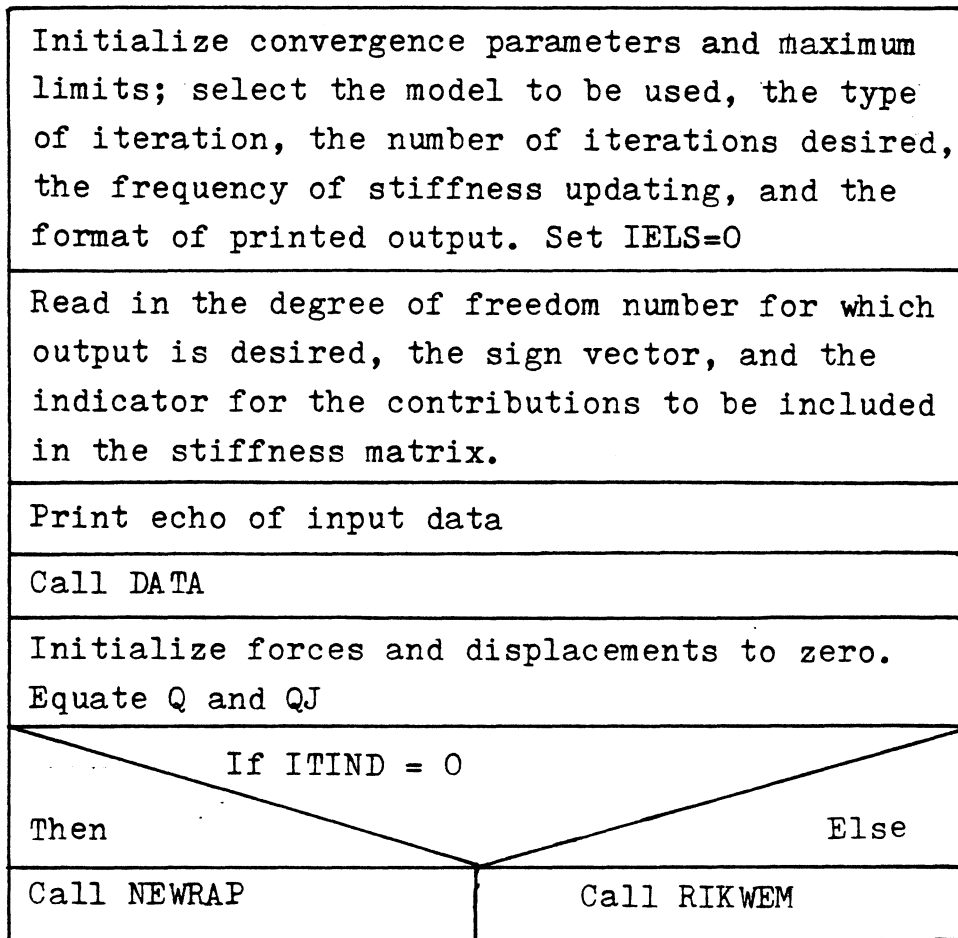 Initialize convergence parameters and maximum
limits; select the model to be used, the type
of iteration, the number of iterations desired,
the frequency of stiffness updating, and the
format of printed output. Set IELS=0
Read in the degree of freedom number for which
output is desired, the sign vector, and the
indicator for the contributions to be included
in the stiffness matrix.
Print echo of input data
Call DATA
Initialize forces and displacements to zero.
Equate Q and QJ
If ITIND = 0
Then
Else
Call NEWRAP
Call RIKWEM